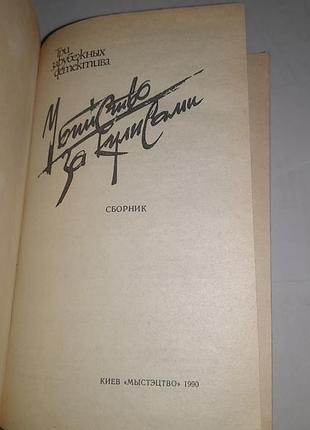 Три
зарубежных
детектива
Убийство
за кулисами
СБОРНИК
КИЕВ «МЫСТЭЦТВО» 1990